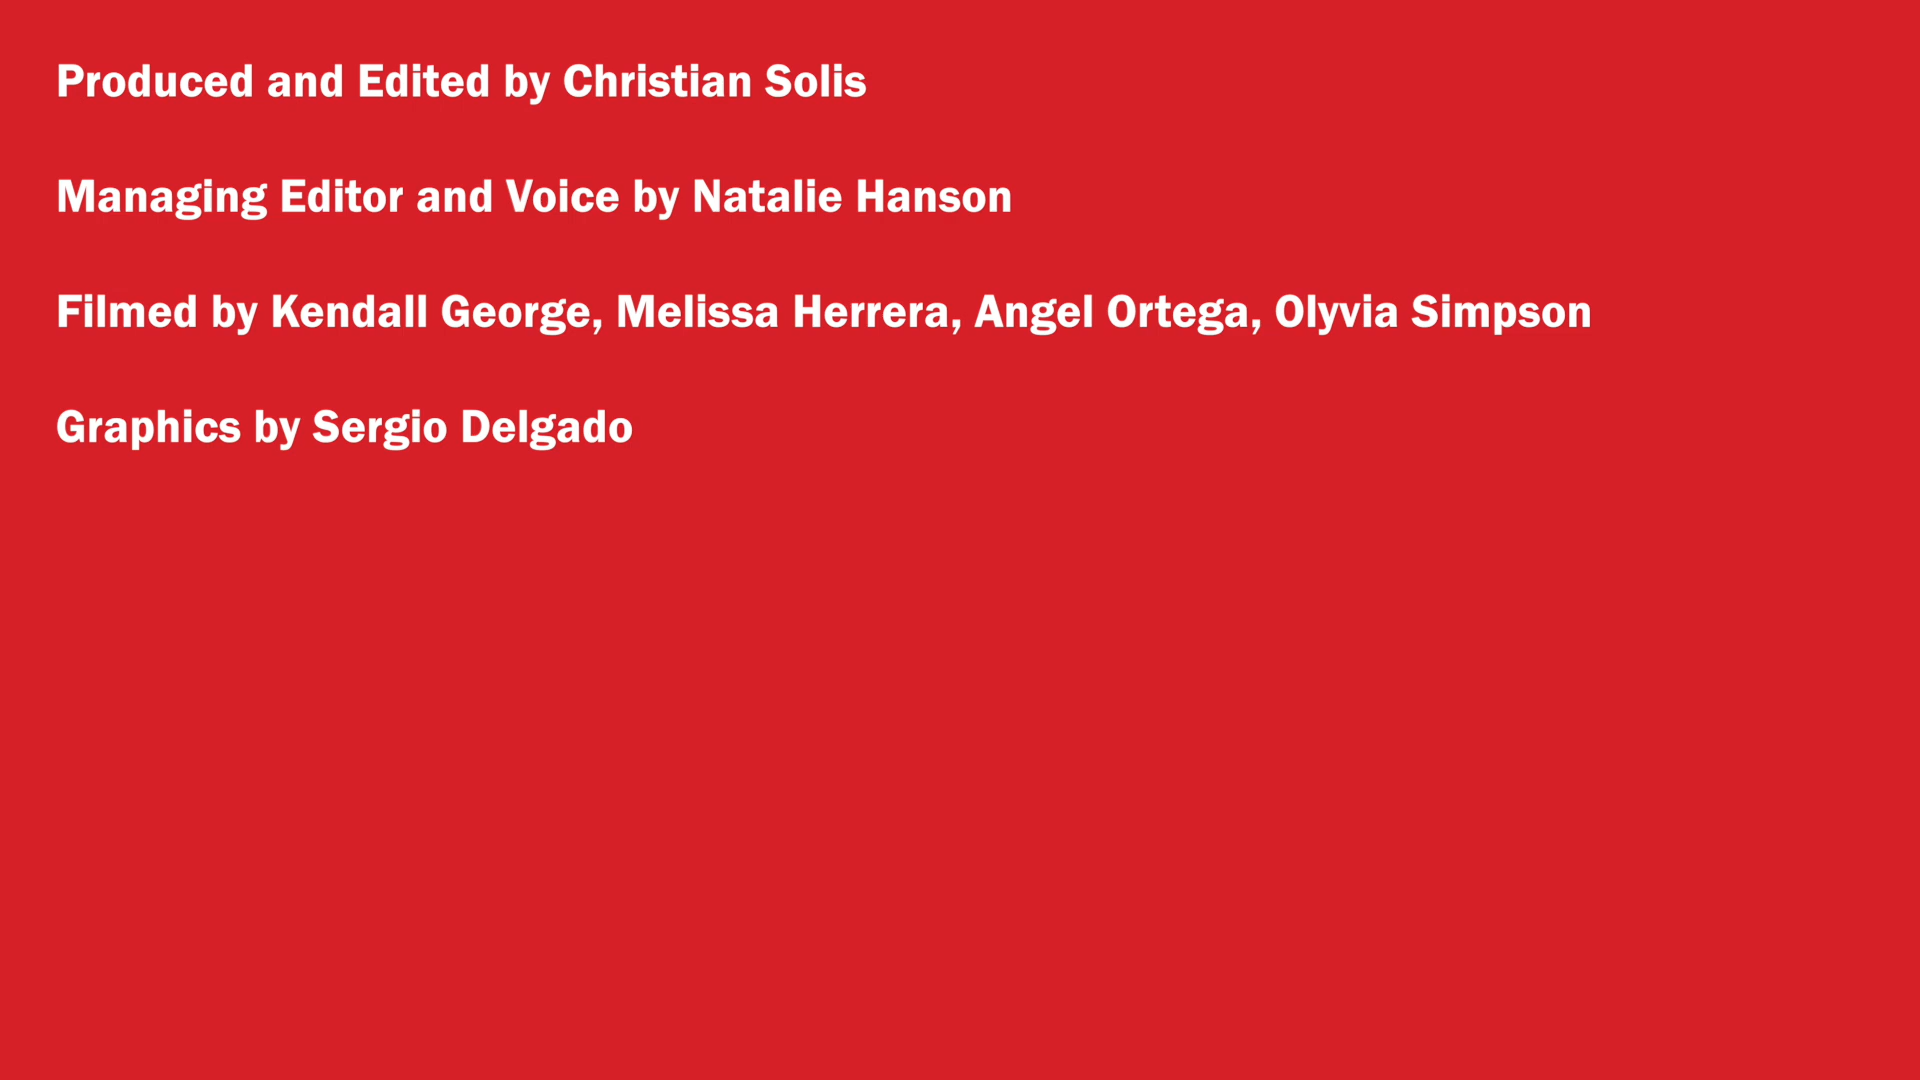 Produced and Edited by Christian Solis
Managing Editor and Voice by Natalie Hanson
Filmed by Kendall George, Melissa Herrera, Angel Ortega, Olyvia Simpson
Graphics by Sergio Delgado